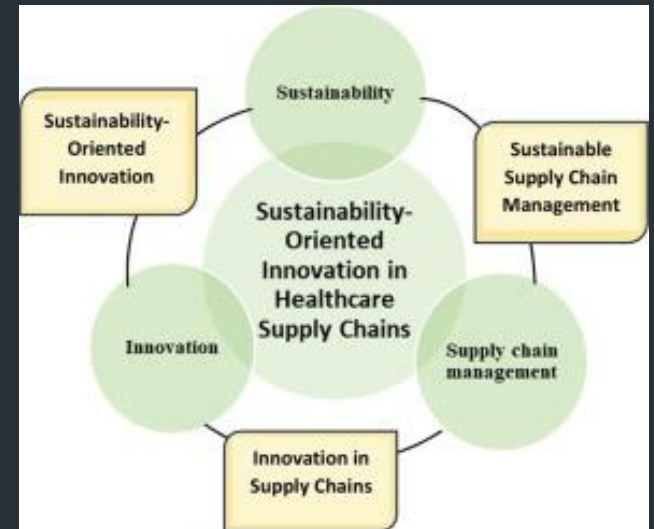 Sustainability
Sustainability-
Oriented
Innovation
Sustainable
Supply Chain
Management
Sustainability-
Oriented
Innovation in
Healthcare
Supply Chains
Innovation
Supply chain
management
Innovation in
Supply Chains